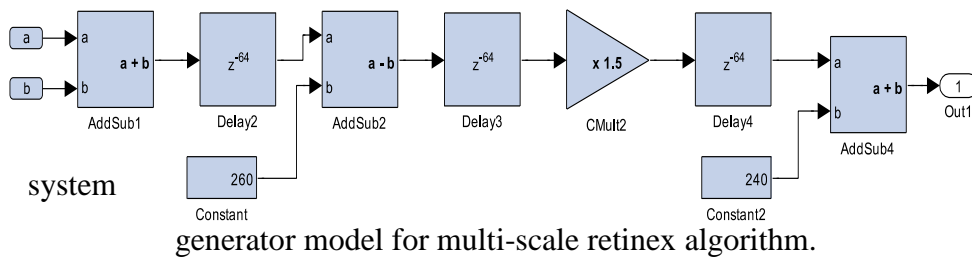 a
b
a
b
a + b
AddSub1
z-64
Delay2
a
b
a - b
AddSub2
z-64
Delay3
x 1.5
CMult2
z-64
Delay4
a
b
a + b
AddSub4
1
Out1
260
Constant
240
Constant2
system
generator model for multi-scale retinex algorithm.